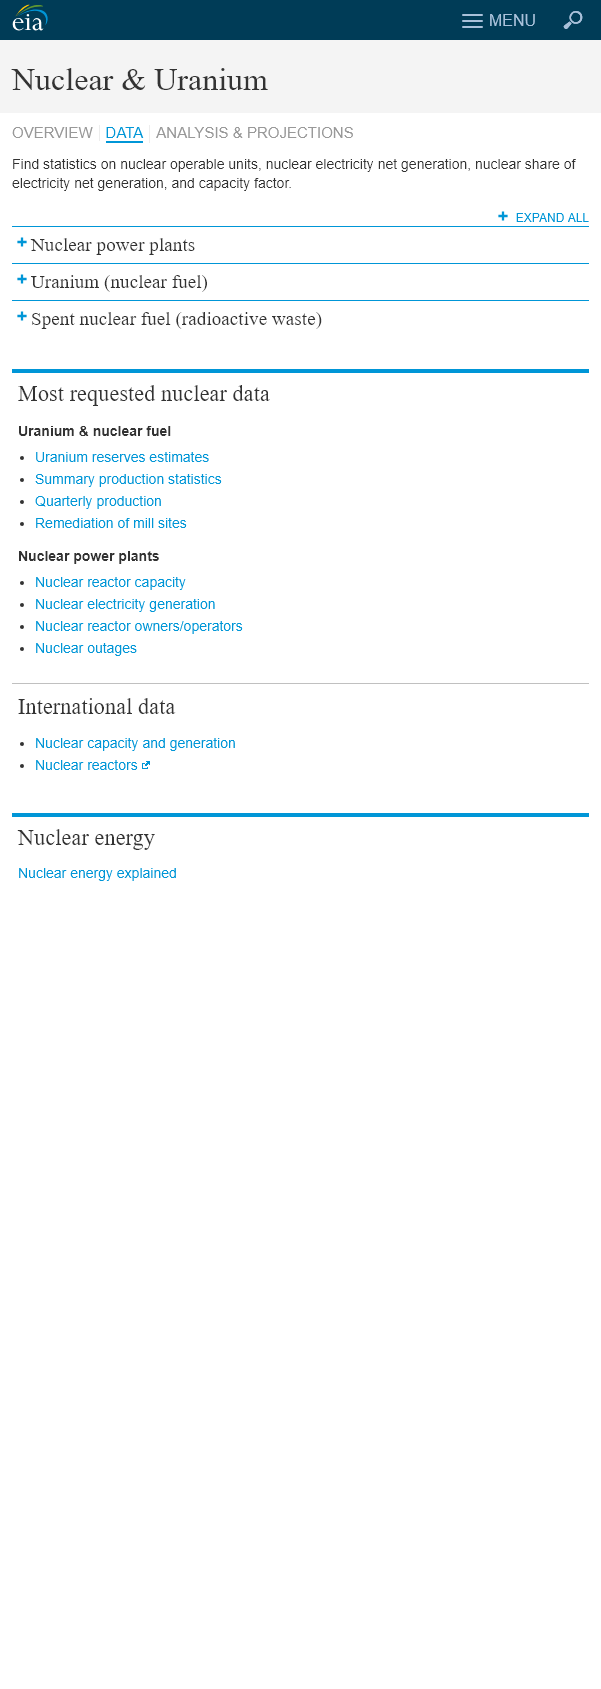 eia
MENU
Nuclear & Uranium
OVERVIEW DATA ANALYSIS & PROJECTIONS
Find statistics on nuclear operable units, nuclear electricity net generation, nuclear share of
electricity net generation, and capacity factor.
+ EXPAND ALL
+ Nuclear power plants
+ Uranium (nuclear fuel)
+ Spent nuclear fuel (radioactive waste)
Most requested nuclear data
Uranium & nuclear fuel
• Uranium reserves estimates
• Summary production statistics
• Quarterly production
• Remediation of mill sites
Nuclear power plants
• Nuclear reactor capacity
• Nuclear electricity generation
• Nuclear reactor owners/operators
• Nuclear outages
International data
• Nuclear capacity and generation
• Nuclear reactors
Nuclear energy
Nuclear energy explained